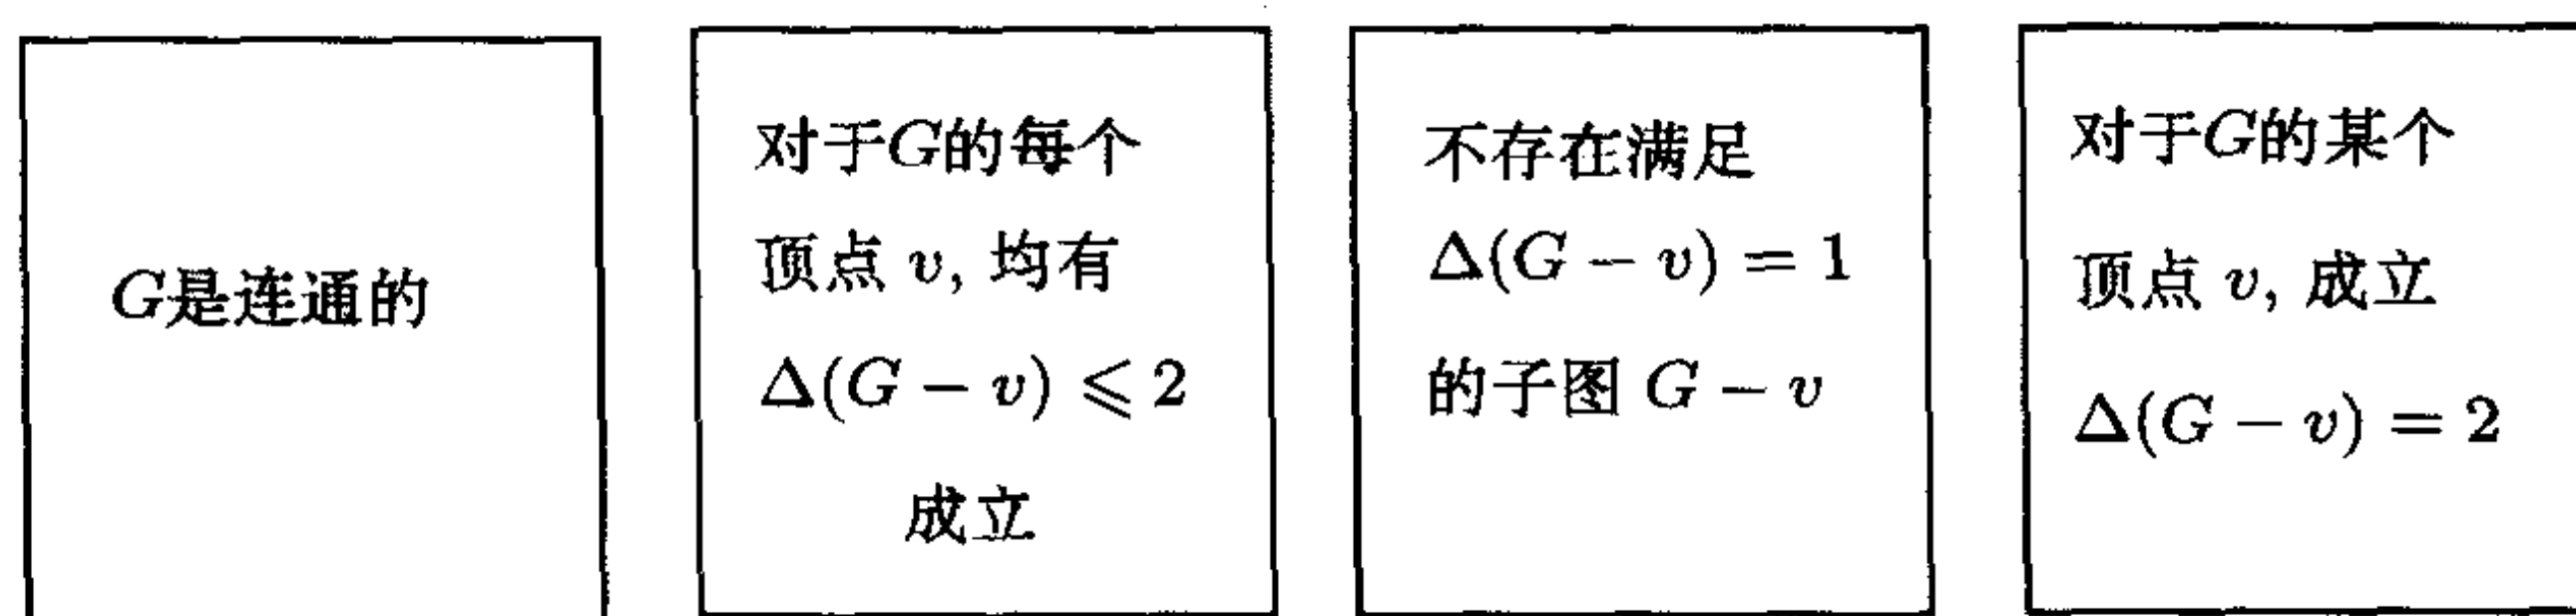 G是连通的
对于G的每个
顶点 v, 均有
Δ(G − v) ⩽ 2
成立
不存在满足
Δ(G − v) = 1
的子图 G − v
对于G的某个
顶点 v, 成立
Δ(G − v) = 2